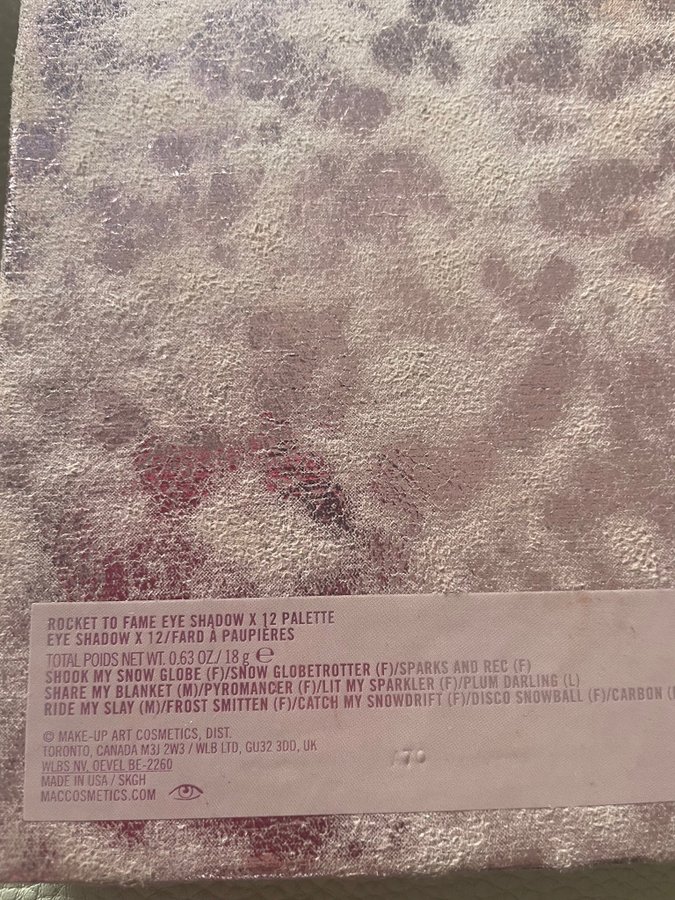 ROCKET TO FAME EYE SHADOW X 12 PALETTE
EYE SHADOW X 12/FARD À PAUPIÈRES
TOTAL POIDS NET WT. 0.63 OZ./ 18 g ℮
SHOOK MY SNOW GLOBE (F)/SNOW GLOBETROTTER (F)/SPARKS AND REC (F)
SHARE MY BLANKET (M)/PYROMANCER (F)/LIT MY SPARKLER (F)/PLUM DARLING (L)
RIDE MY SLAY (M)/FROST SMITTEN (F)/CATCH MY SNOWDRIFT (F)/DISCO SNOWBALL (F)/CARBON
© MAKE-UP ART COSMETICS, DIST.
TORONTO, CANADA M3J 2W3 / WLB LTD, GU32 3DD, UK
WLBS NV, OEVEL BE-2260
MADE IN USA / SKGH
MACCOSMETICS.COM